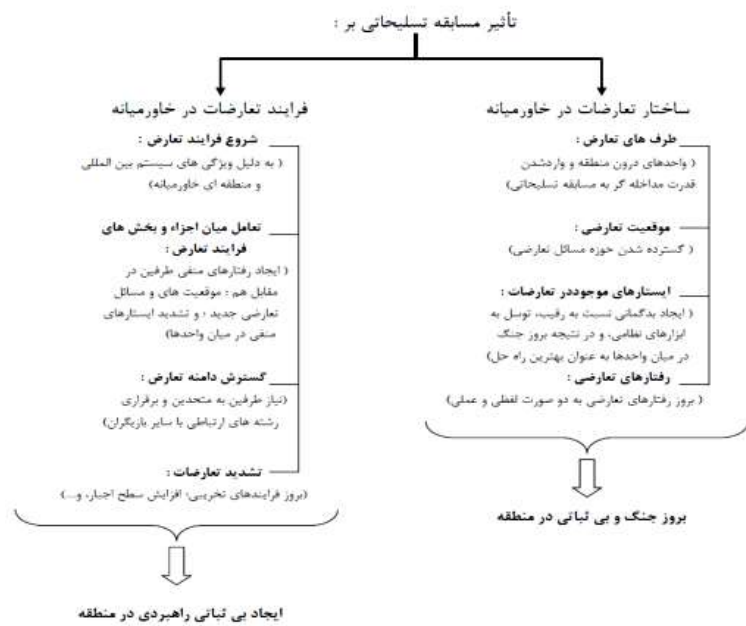 تأثیر مسابقه تسلیحاتی بر :
ساختار تعارضات در خاورمیانه
طرف های تعارض :
( واحدهای درون منطقه و واردشدن
قدرت مداخله گر به مسابقه تسلیحاتی)
موقعیت تعارضی :
( گسترده شدن حوزه مسائل تعارضی)
ایستارهای موجوددر تعارضات :
( ایجاد بدگمانی نسبت به رقیب، توسل به
ابزارهای نظامی، و در نتیجه بروز جنگ
در میان واحدها به عنوان بهترین راه حل)
رفتارهای تعارضی :
( بروز رفتارهای تعارضی به دو صورت لفظی و عملی)
بروز جنگ و بی ثباتی در منطقه
فرایند تعارضات در خاورمیانه
شروع فرایند تعارض :
( به دلیل ویژگی های سیستم بین المللی
و منطقه ای خاورمیانه)
تعامل میان اجزاء و بخش های
فرایند تعارض :
( ایجاد رفتارهای منفی طرفین در
مقابل هم ؛ موقعیت های و مسائل
تعارضی جدید ؛ و تشدید ایستارهای
منفی در میان واحدها)
گسترش دامنه تعارض :
(نیاز طرفین به متحدین و برقراری
رشته های ارتباطی با سایر بازیگران)
تشدید تعارضات :
(بروز فرایندهای تخریبی؛ افزایش سطح اجبار، و...)
ایجاد بی ثباتی راهبردی در منطقه